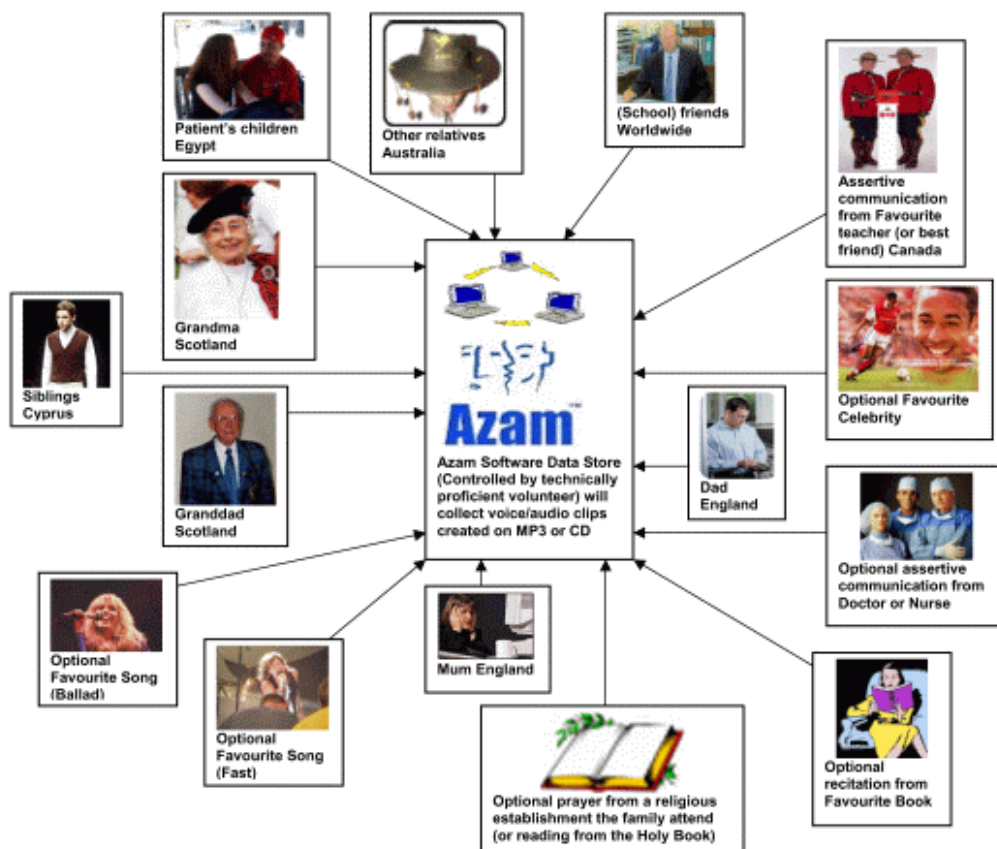 Patient's children
Egypt
Other relatives
Australia
(School) friends
Worldwide
Assertive
communication
from Favourite
teacher (or best
friend) Canada
Grandma
Scotland
Siblings
Cyprus
Granddad
Scotland
Azam™
Azam Software Data Store
(Controlled by technically
proficient volunteer) will
collect voice/audio clips
created on MP3 or CD
Optional Favourite
Celebrity
Dad
England
Optional assertive
communication from
Doctor or Nurse
Optional
Favourite Song
(Ballad)
Optional
Favourite Song
(Fast)
Mum England
Optional prayer from a religious
establishment the family attend
(or reading from the Holy Book)
Optional
recitation from
Favourite Book